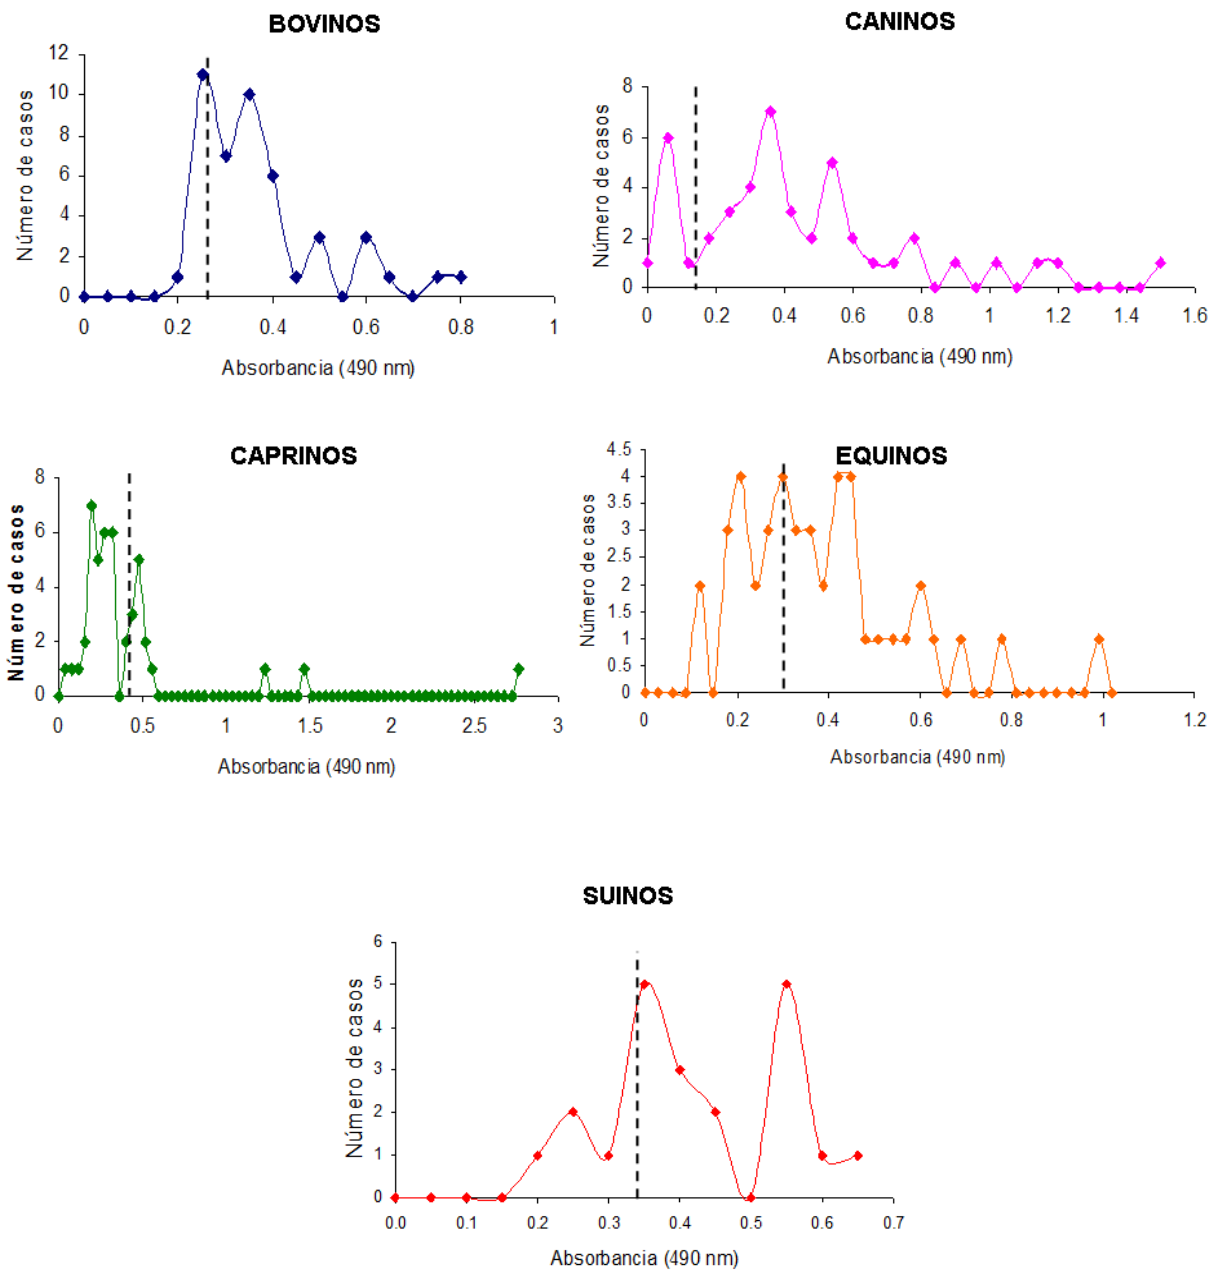 BOVINOS
Número de casos
12
10
8
6
4
2
0
0 0.2 0.4 0.6 0.8 1
Absorbancia (490 nm)
CANINOS
Número de casos
8
6
4
2
0
0 0.2 0.4 0.6 0.8 1 1.2 1.4 1.6
Absorbancia (490 nm)
CAPRINOS
Número de casos
8
6
4
2
0
0 0.5 1 1.5 2 2.5 3
Absorbancia (490 nm)
EQUINOS
Número de casos
4.5
4
3.5
3
2.5
2
1.5
1
0.5
0
0 0.2 0.4 0.6 0.8 1 1.2
Absorbancia (490 nm)
SUINOS
Número de casos
6
5
4
3
2
1
0
0.0 0.1 0.2 0.3 0.4 0.5 0.6 0.7
Absorbancia (490 nm)